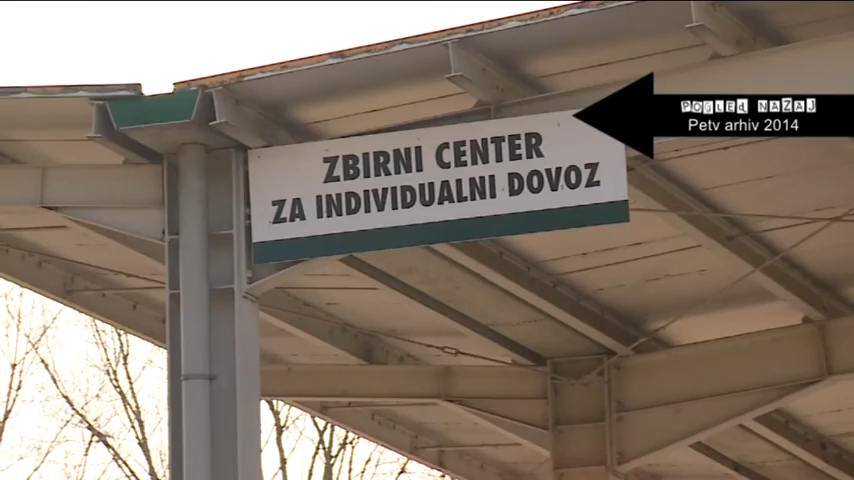 ZBIRNI CENTER
ZA INDIVIDUALNI DOVOZ
POGLED NAZAJ
Petv arhiv 2014